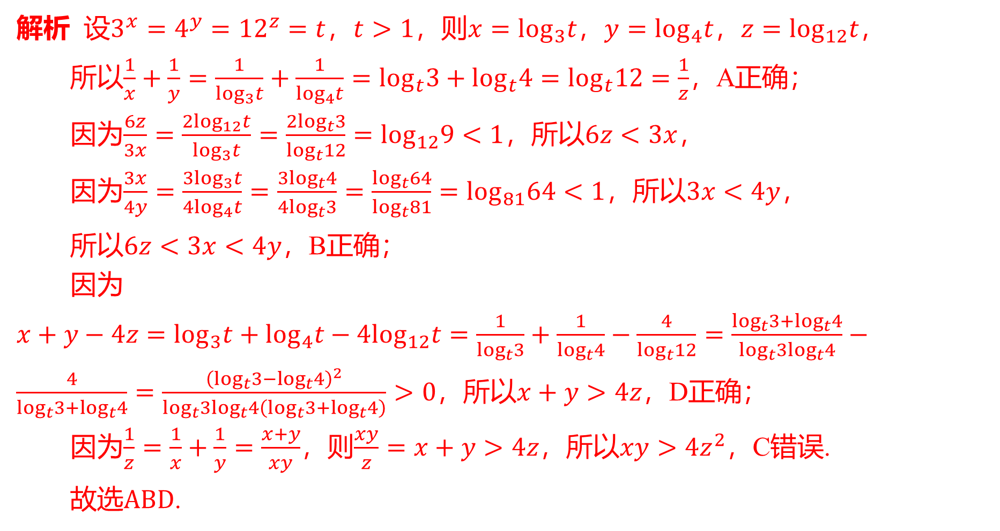 解析 设$3^x=4^y=12^z=t$，$t>1$，则$x=\log_3 t$，$y=\log_4 t$，$z=\log_{12} t$，
所以$\frac{1}{x}+\frac{1}{y}=\frac{1}{\log_3 t}+\frac{1}{\log_4 t}=\log_t 3+\log_t 4=\log_t 12=\frac{1}{z}$，A正确；
因为$\frac{6z}{3x}=\frac{2\log_{12} t}{\log_3 t}=\frac{2\log_t 3}{\log_t 12}=\log_{12} 9<1$，所以$6z<3x$，
因为$\frac{3x}{4y}=\frac{3\log_3 t}{4\log_4 t}=\frac{3\log_t 4}{4\log_t 3}=\frac{\log_t 64}{\log_t 81}=\log_{81} 64<1$，所以$3x<4y$，
所以$6z<3x<4y$，B正确；
因为
$x+y-4z=\log_3 t+\log_4 t-4\log_{12} t=\frac{1}{\log_t 3}+\frac{1}{\log_t 4}-\frac{4}{\log_t 12}=\frac{\log_t 3+\log_t 4}{\log_t 3\log_t 4}-$
$\frac{4}{\log_t 3+\log_t 4}=\frac{(\log_t 3-\log_t 4)^2}{\log_t 3\log_t 4(\log_t 3+\log_t 4)}>0$，所以$x+y>4z$，D正确；
因为$\frac{1}{z}=\frac{1}{x}+\frac{1}{y}=\frac{x+y}{xy}$，则$\frac{xy}{z}=x+y>4z$，所以$xy>4z^2$，C错误.
故选ABD.